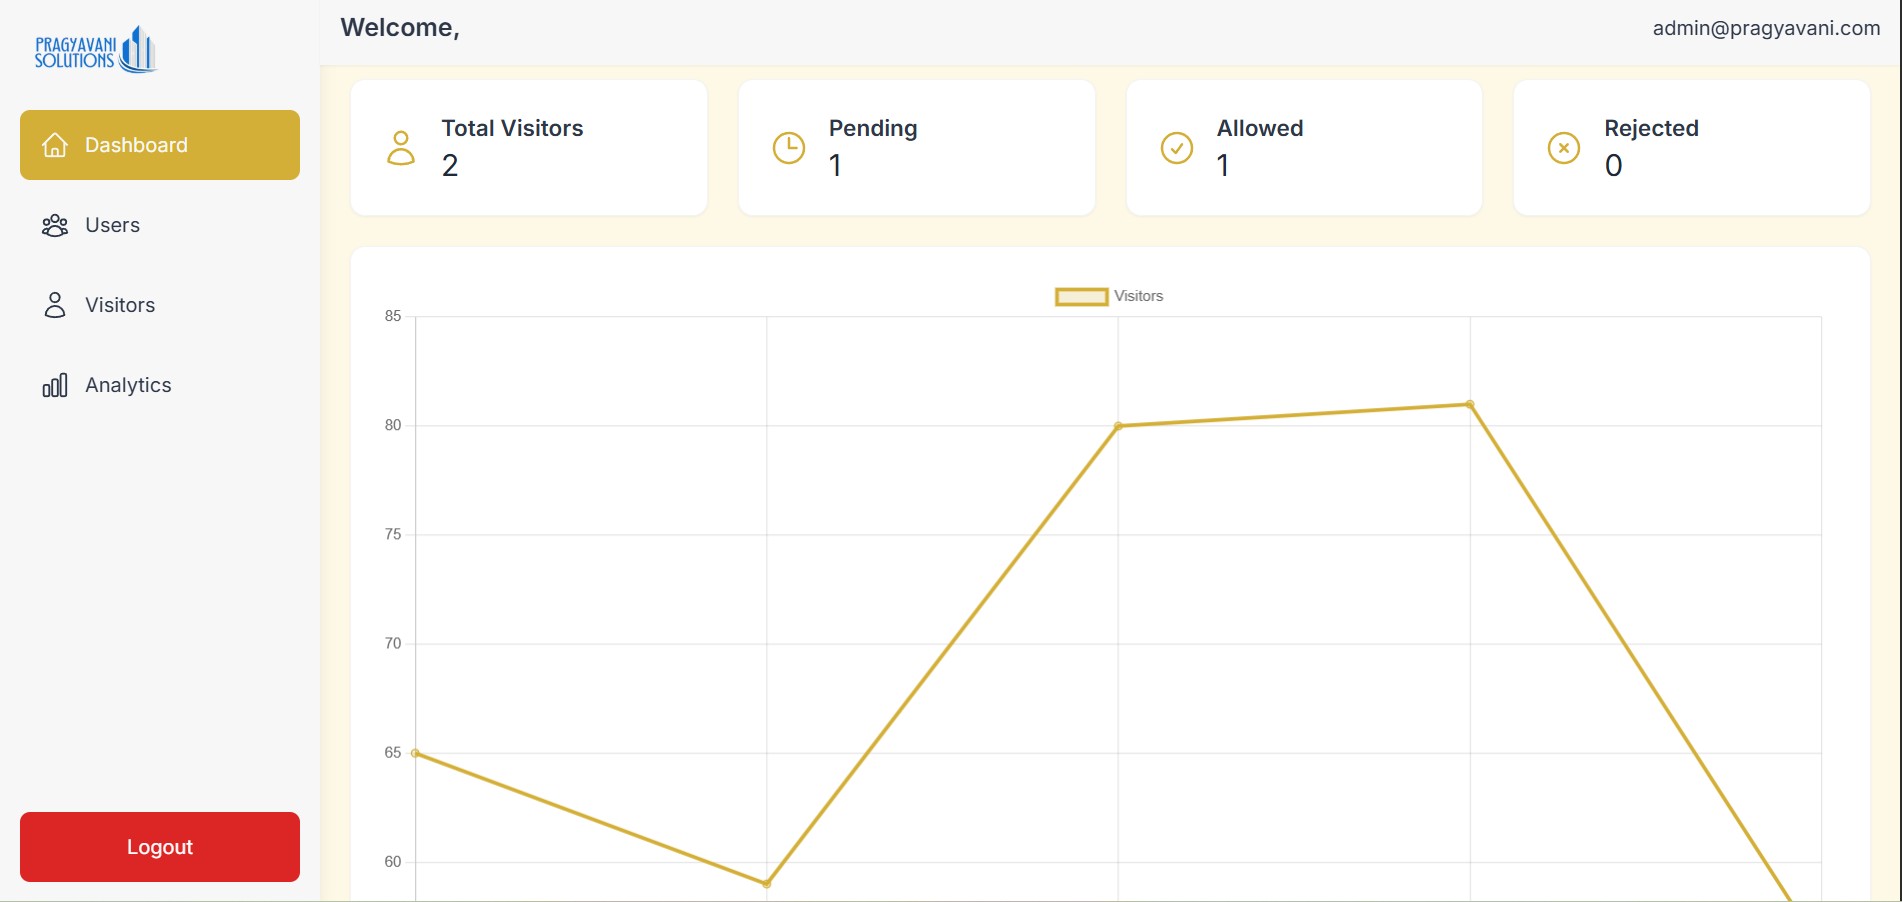 PRAGYAVANI
SOLUTIONS
Welcome,
admin@pragyavani.com
Dashboard
Users
Visitors
Analytics
Logout
Total Visitors
2
Pending
1
Allowed
1
Rejected
0
Visitors
85
80
75
70
65
60